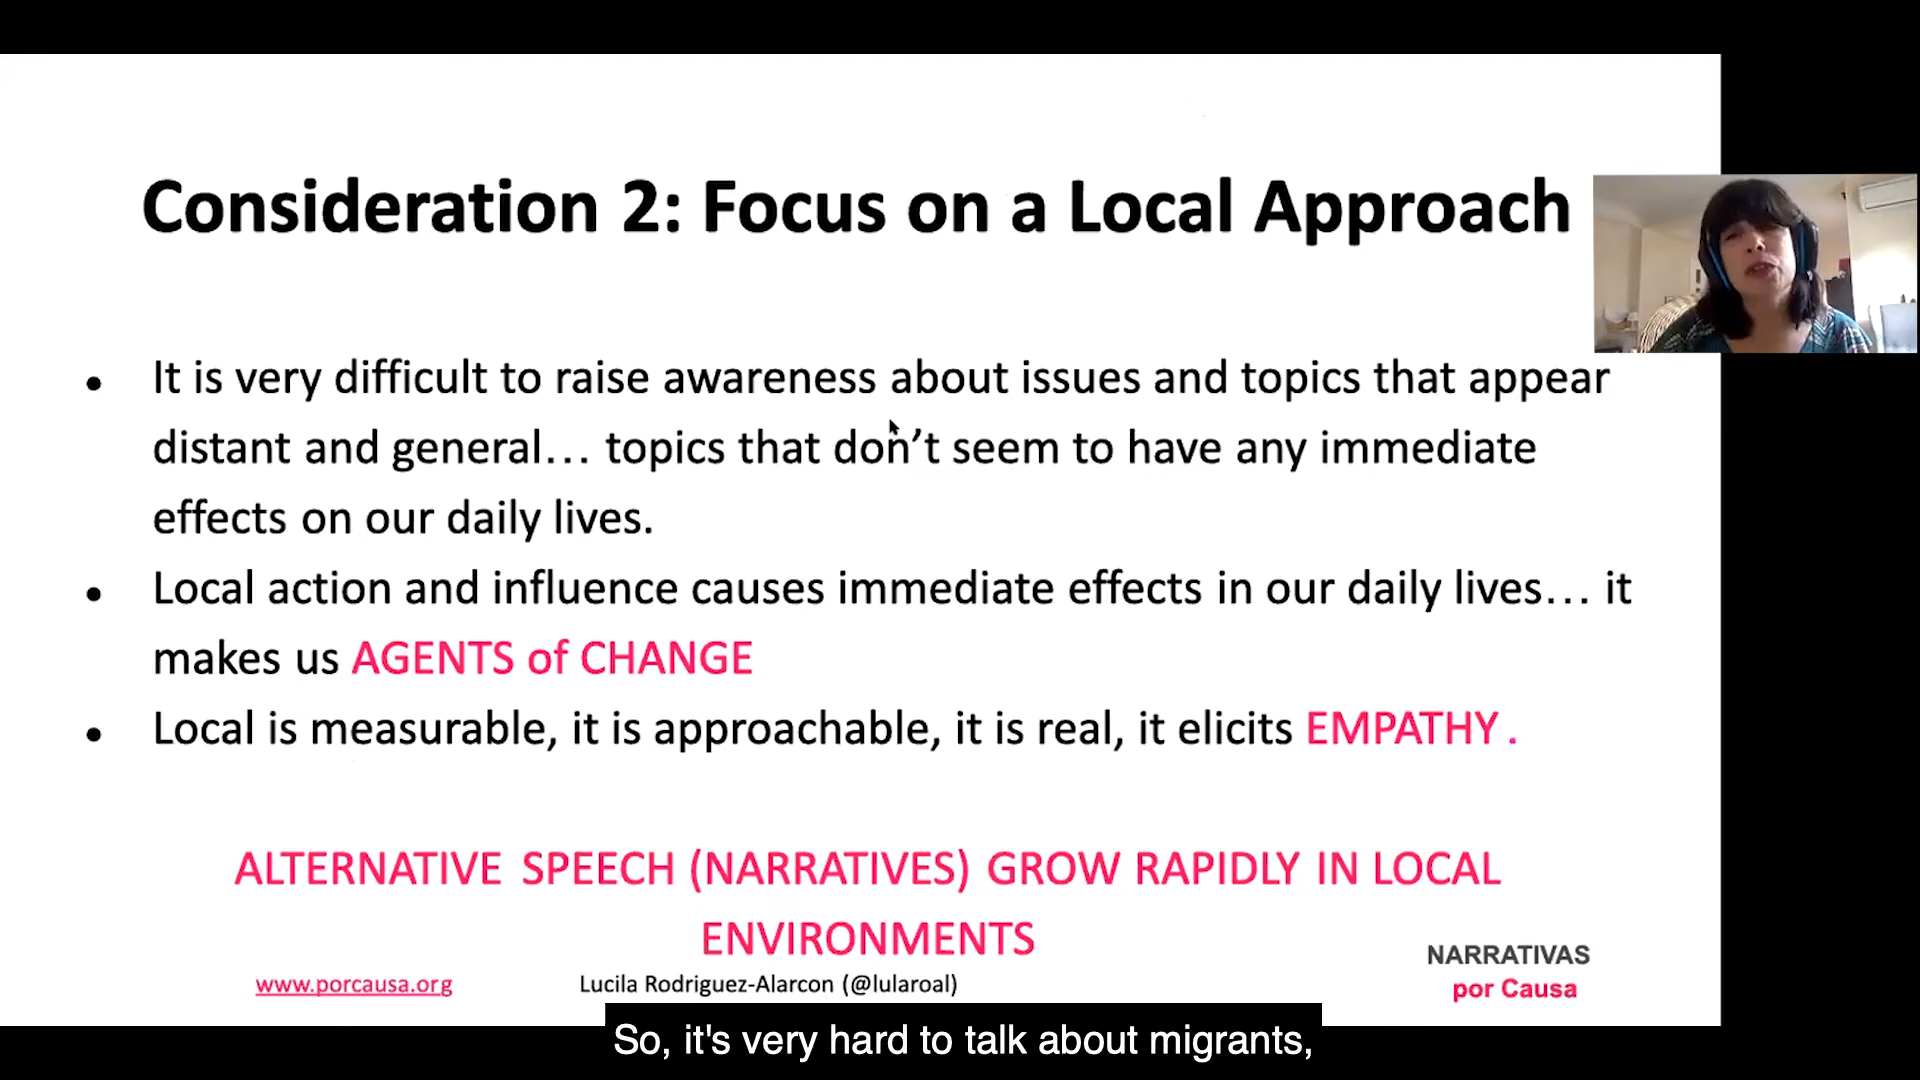 Consideration 2: Focus on a Local Approach
• It is very difficult to raise awareness about issues and topics that appear
distant and general... topics that don’t seem to have any immediate
effects on our daily lives.
• Local action and influence causes immediate effects in our daily lives... it
makes us AGENTS of CHANGE
• Local is measurable, it is approachable, it is real, it elicits EMPATHY.
ALTERNATIVE SPEECH (NARRATIVES) GROW RAPIDLY IN LOCAL
ENVIRONMENTS
www.porcausa.org
Lucila Rodriguez-Alarcon (@lularoal)
NARRATIVAS
por Causa
So, it's very hard to talk about migrants,